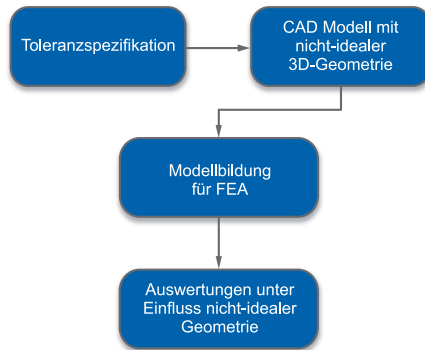 Toleranzspezifikation
CAD Modell mit
nicht-idealer
3D-Geometrie
Modellbildung
für FEA
Auswertungen unter
Einfluss nicht-idealer
Geometrie